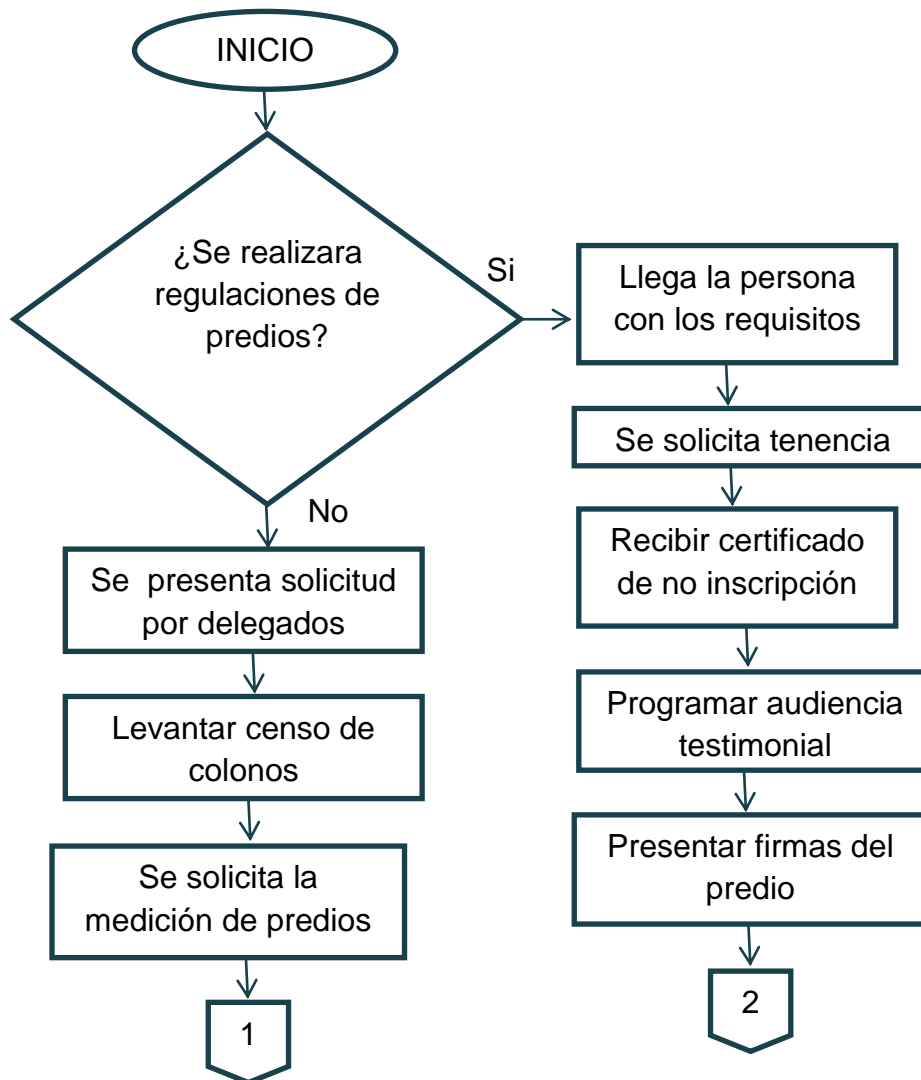 INICIO
¿Se realizara
regulaciones de
predios?
Si
Llega la persona
con los requisitos
Se solicita tenencia
Recibir certificado
de no inscripción
Programar audiencia
testimonial
Presentar firmas del
predio
2
No
Se presenta solicitud
por delegados
Levantar censo de
colonos
Se solicita la
medición de predios
1